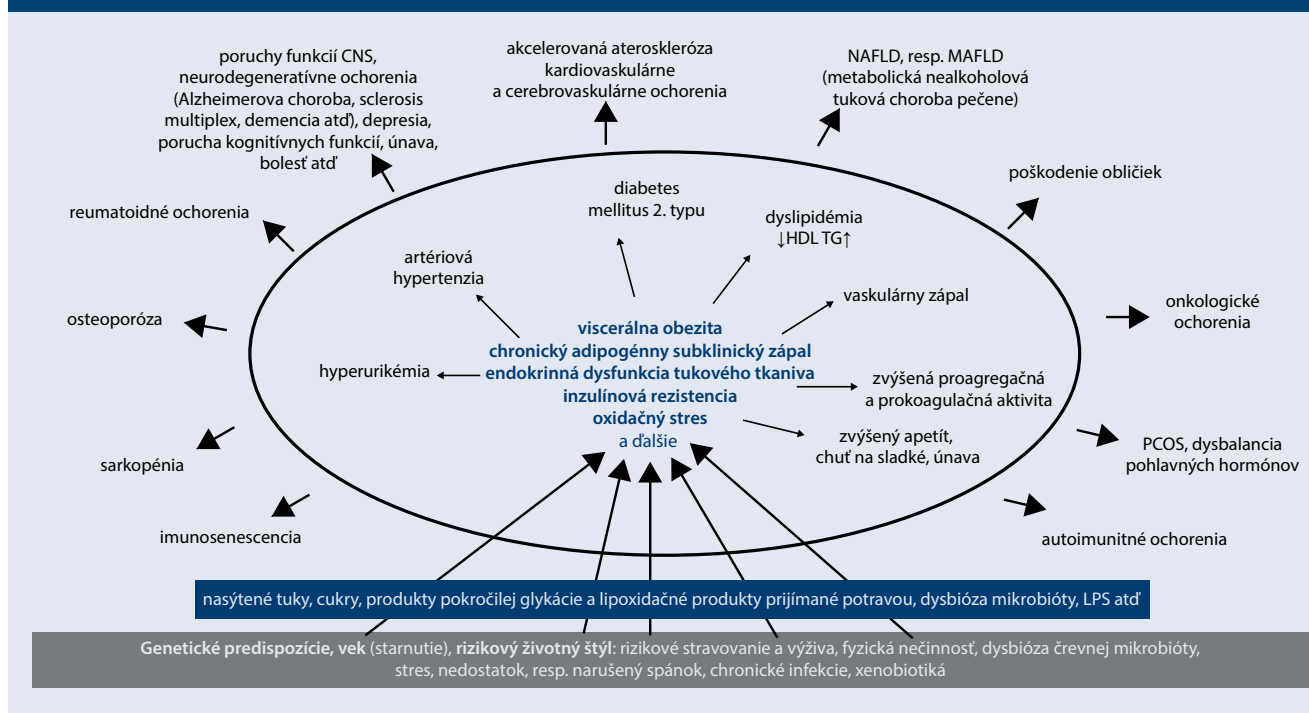 poruchy funkcií CNS,
neurodegeneratívne ochorenia
(Alzheimerova choroba, sclerosis
multiplex, demencia atď), depresia,
porucha kognitívnych funkcií, únava,
bolesť atď
akcelerovaná ateroskleróza
kardiovaskulárne
a cerebrovaskulárne ochorenia
NAFLD, resp. MAFLD
(metabolická nealkoholová
tuková choroba pečene)
poškodenie obličiek
reumatoidné ochorenia
diabetes
mellitus 2. typu
dyslipidémia
↓HDL TG↑
artériová
hypertenzia
vaskulárny zápal
onkologické
ochorenia
osteoporóza
viscerálna obezita
chronický adipogénny subklinický zápal
endokrinná dysfunkcia tukového tkaniva
inzulínová rezistencia
oxidačný stres
a ďalšie
hyperurikémia
zvýšená proagregačná
a prokoagulačná aktivita
zvýšený apetít,
chuť na sladké, únava
PCOS, dysbalancia
pohlavných hormónov
sarkopénia
imunosenescencia
autoimunitné ochorenia
nasýtené tuky, cukry, produkty pokročilej glykácie a lipoxidačné produkty prijímané potravou, dysbióza mikrobióty, LPS atď
Genetické predispozície, vek (starnutie), rizikový životný štýl: rizikové stravovanie a výživa, fyzická nečinnosť, dysbióza črevnej mikrobióty,
stres, nedostatok, resp. narušený spánok, chronické infekcie, xenobiotiká